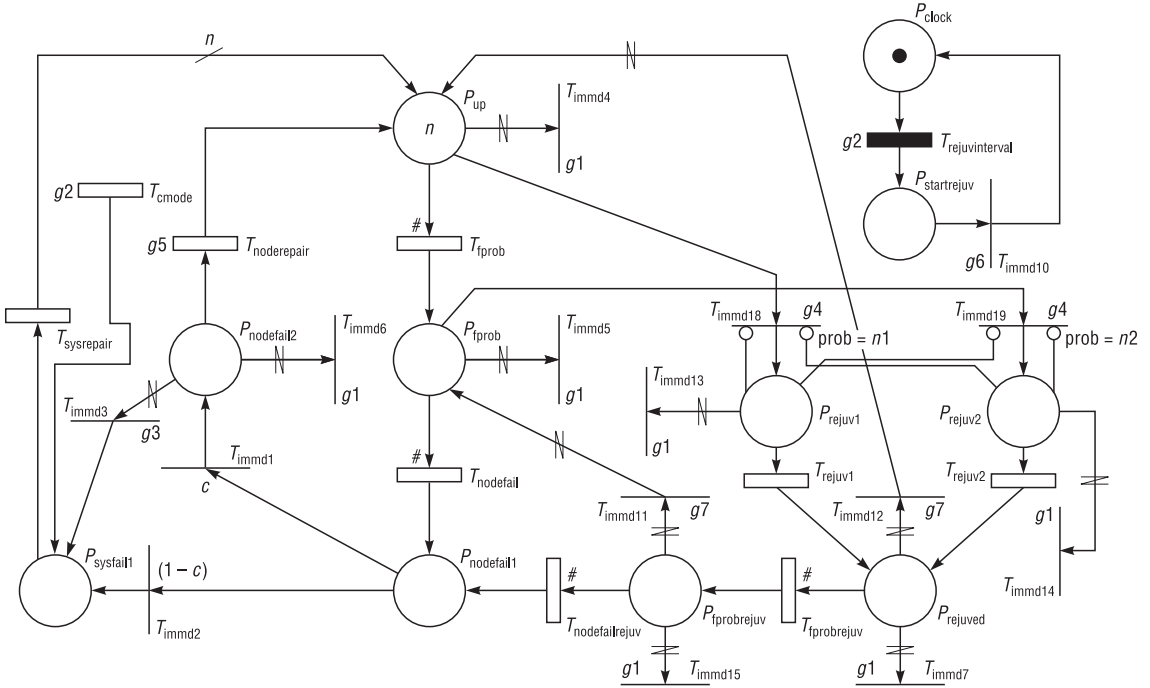 n
P_clock
P_up
T_immd4
n
g2
T_rejuvinterval
g1
P_startrejuv
g2
T_cmode
#
g5
T_noderepair
T_fprob
g6
T_immd10
T_immd18
g4
T_immd19
g4
T_sysrepair
P_nodefail2
T_immd6
P_fprob
T_immd5
prob = n1
prob = n2
T_immd13
T_immd3
g3
g1
g1
P_rejuv1
P_rejuv2
g1
T_immd1
c
#
T_nodefail
T_rejuv1
T_rejuv2
T_immd11
g7
T_immd12
g7
g1
P_sysfail1
(1 – c)
P_nodefail1
#
#
T_immd14
T_immd2
T_nodefailrejuv
P_fprobrejuv
T_fprobrejuv
P_rejuved
g1
T_immd15
g1
T_immd7